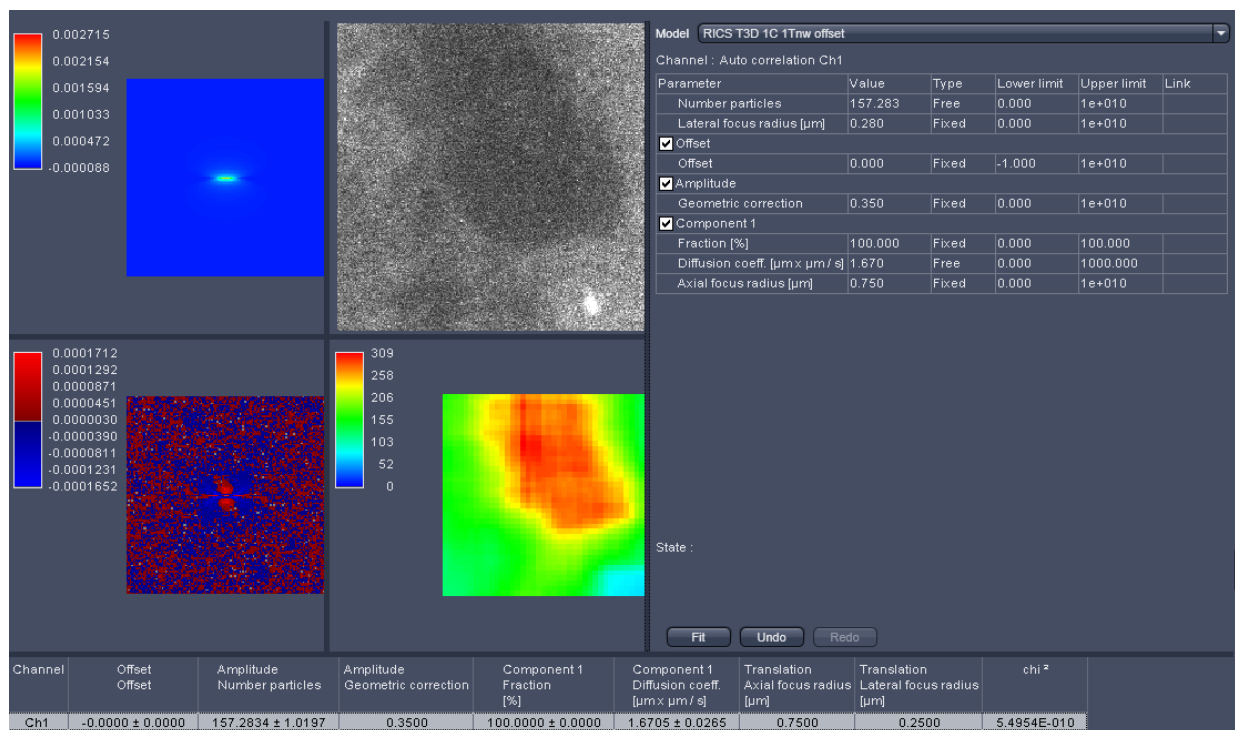 0.002715
0.002154
0.001594
0.001033
0.000472
-0.000088
0.0001712
0.0001292
0.0000871
0.0000451
0.0000030
-0.0000390
-0.0000811
-0.0001231
-0.0001652
309
258
206
155
103
52
0
Model RICS T3D 1C 1Tnw offset
Channel : Auto correlation Ch1
Parameter Value Type Lower limit Upper limit Link
Number particles 157.283 Free 0.000 1e+010
Lateral focus radius [µm] 0.280 Fixed 0.000 1e+010
Offset
Offset 0.000 Fixed -1.000 1e+010
Amplitude
Geometric correction 0.350 Fixed 0.000 1e+010
Component 1
Fraction [%] 100.000 Fixed 0.000 100.000
Diffusion coeff. [µm x µm / s] 1.670 Free 0.000 1000.000
Axial focus radius [µm] 0.750 Fixed 0.000 1e+010
State :
Fit Undo Redo
Channel Offset Amplitude Amplitude Component 1 Component 1 Translation Translation chi ²
Offset Number particles Geometric correction Fraction Diffusion coeff. Axial focus radius Lateral focus radius
[%] [µm x µm / s] [µm] [µm]
Ch1 -0.0000 ± 0.0000 157.2834 ± 1.0197 0.3500 100.0000 ± 0.0000 1.6705 ± 0.0265 0.7500 0.2500 5.4954E-010